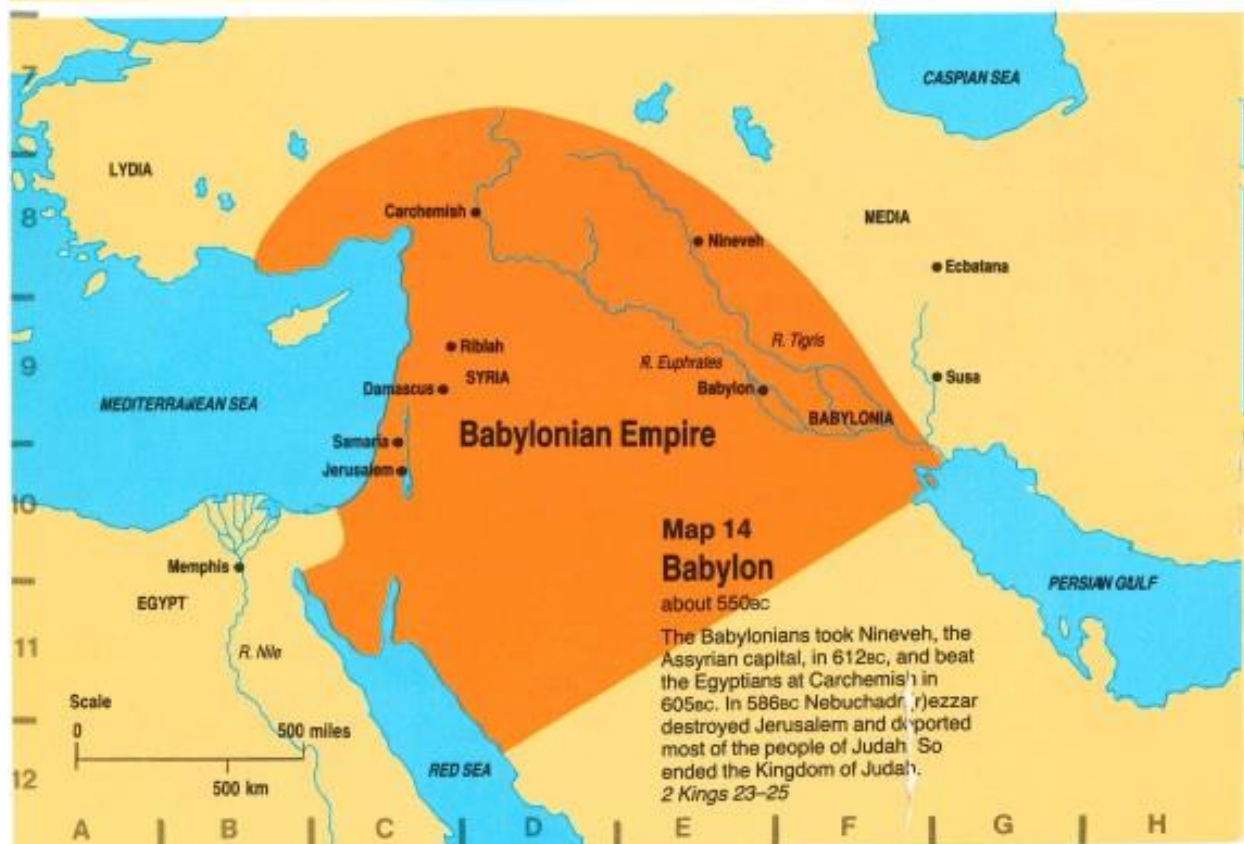 CASPIAN SEA
7
LYDIA
8
Carchemish
MEDIA
Nineveh
Ecbatana
R. Tigris
9
Riblah
R. Euphrates
SYRIA
Susa
Damascus
Babylon
MEDITERRANEAN SEA
BABYLONIA
Babylonian Empire
Samaria
Jerusalem
10
Map 14
Babylon
about 550BC
Memphis
PERSIAN GULF
EGYPT
The Babylonians took Nineveh, the
Assyrian capital, in 612BC, and beat
the Egyptians at Carchemish in
605BC. In 586BC Nebuchadn(r)ezzar
destroyed Jerusalem and deported
most of the people of Judah. So
ended the Kingdom of Judah.
2 Kings 23–25
11
R. Nile
Scale
0 500 miles
500 km
RED SEA
12
A B C D E F G H